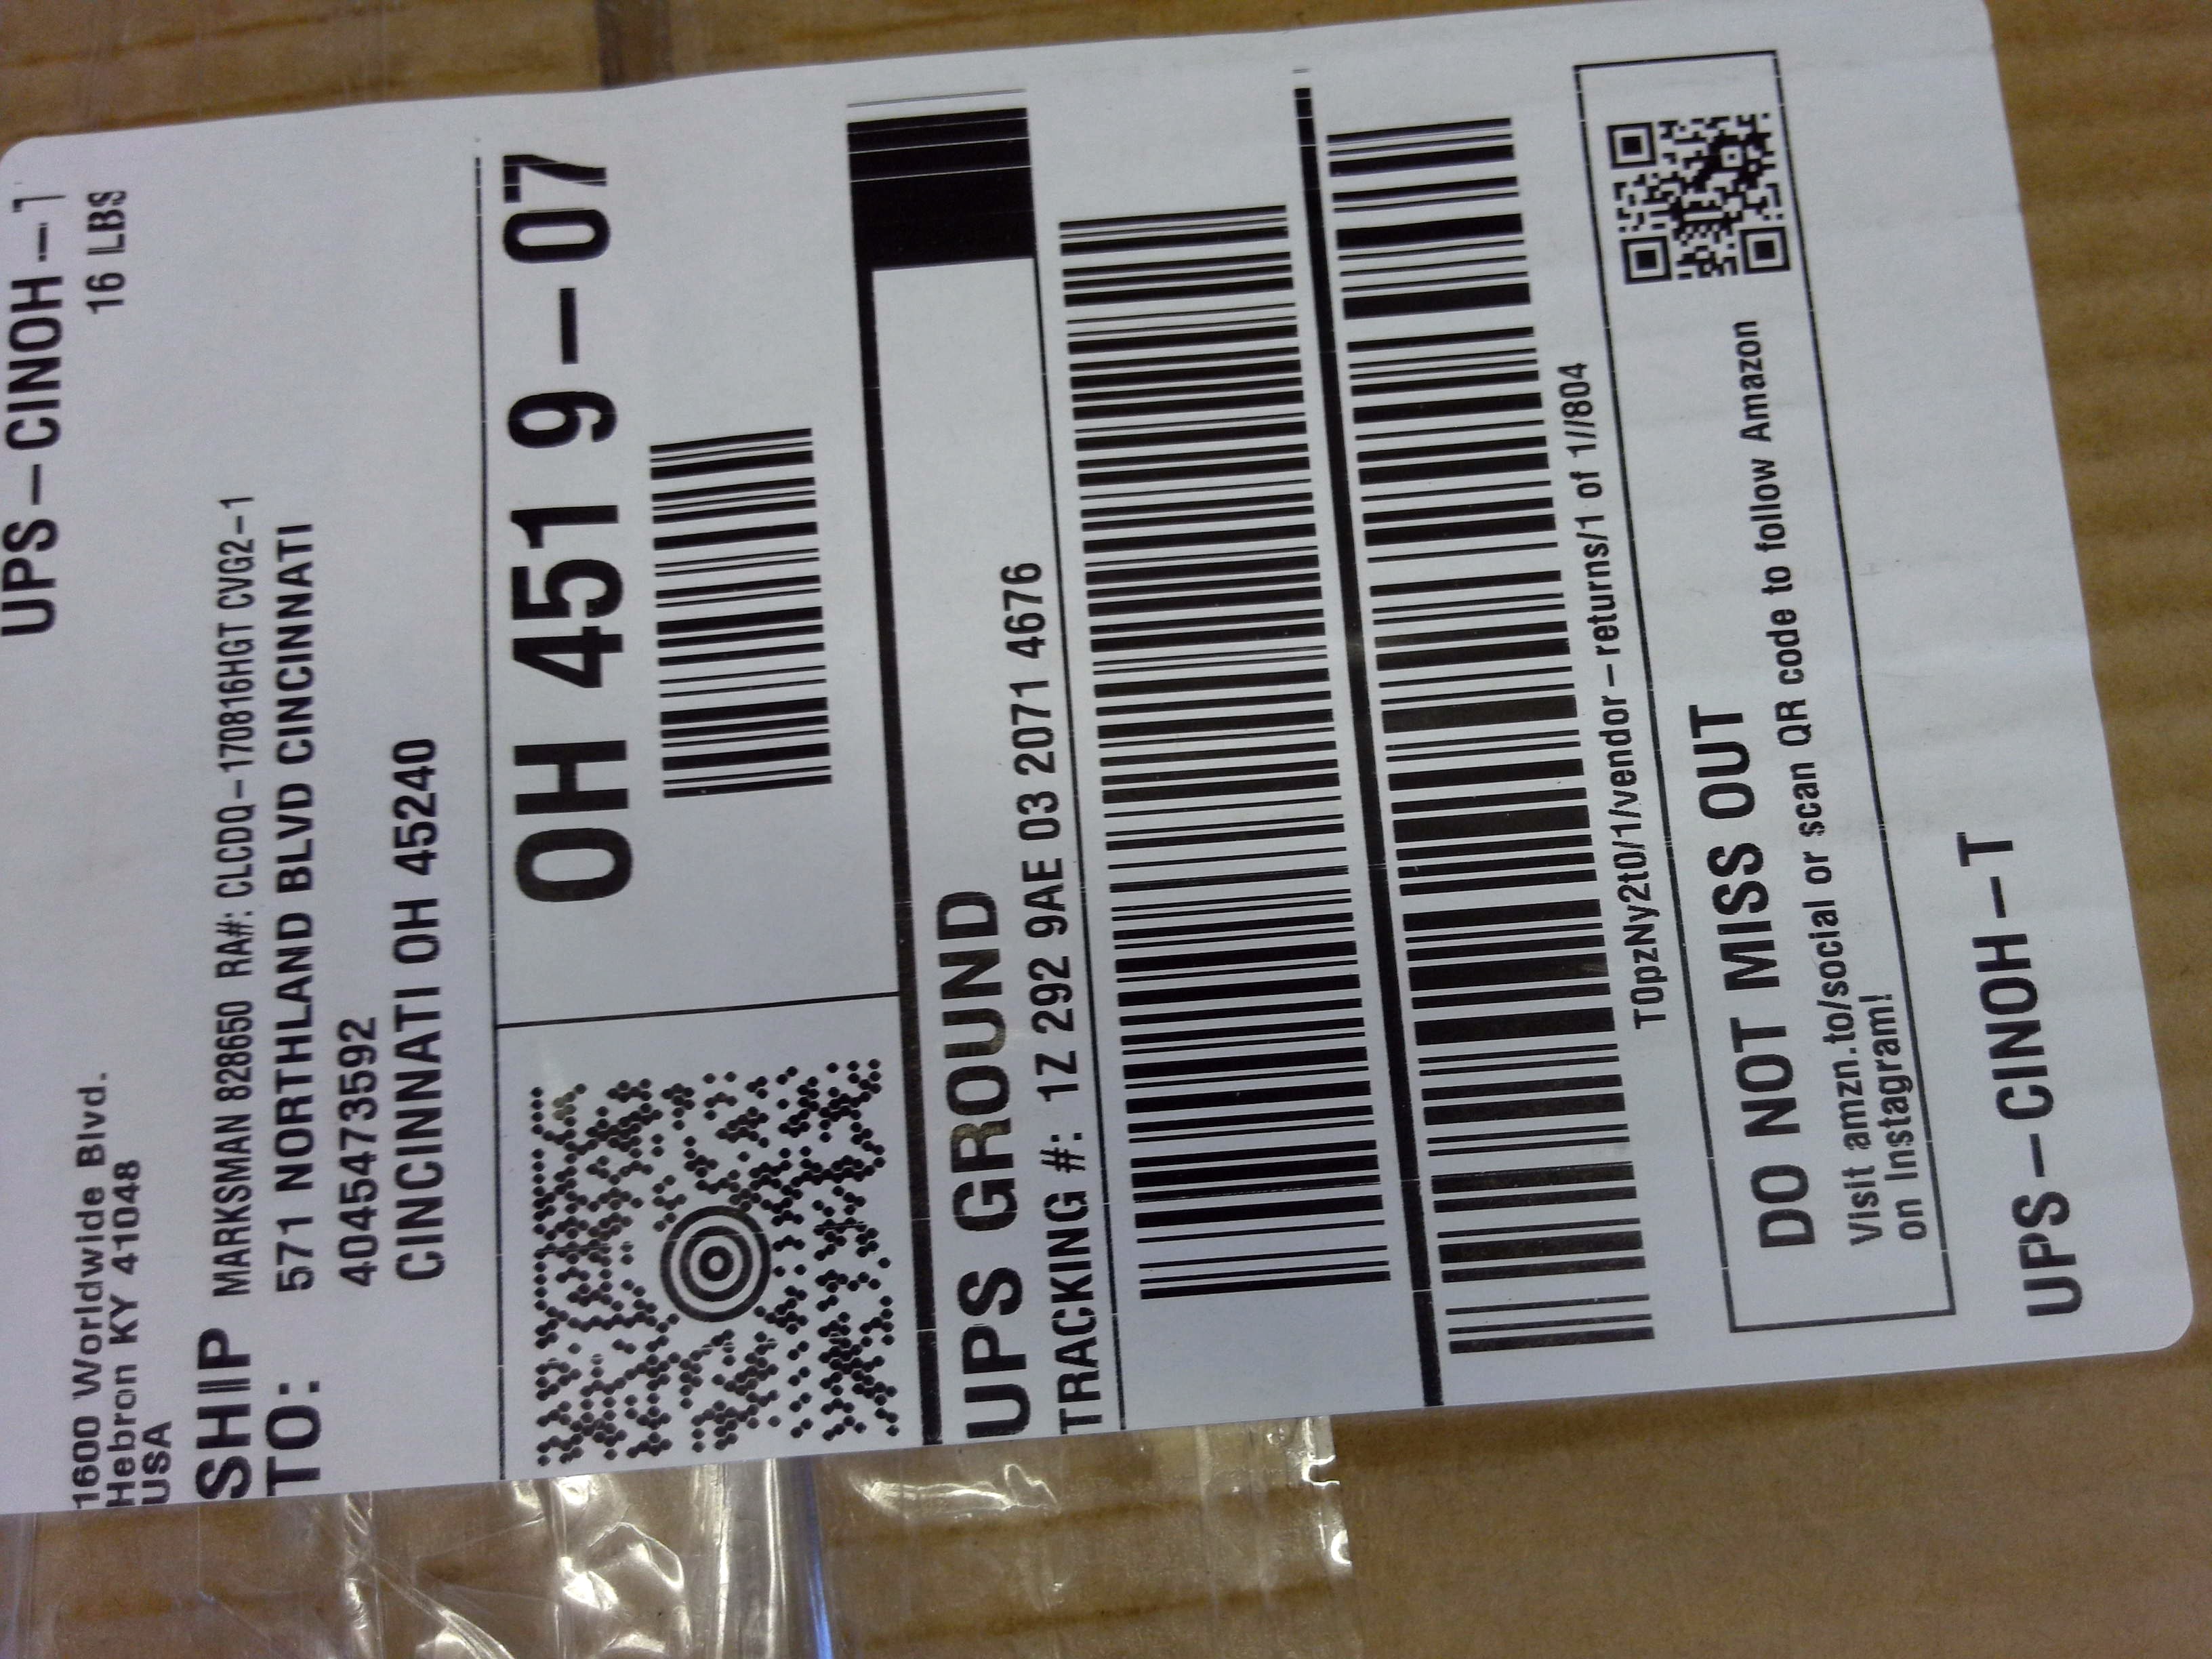 UPS-CINOH-T
16 LBS
1600 Worldwide Blvd.
Hebron KY 41048
USA
SHIP
TO:
MARKSMAN 828650 RA#: CLCDQ-170816HGT CVG2-1
571 NORTHLAND BLVD CINCINNATI
4045473592
CINCINNATI OH 45240
OH 451 9-07
UPS GROUND
TRACKING #: 1Z 292 9AE 03 2071 4676
T0pzNy2t0/1/vendor-returns/1 of 1//804
DO NOT MISS OUT
Visit amzn.to/social or scan QR code to follow Amazon
on Instagram!
UPS-CINOH-T